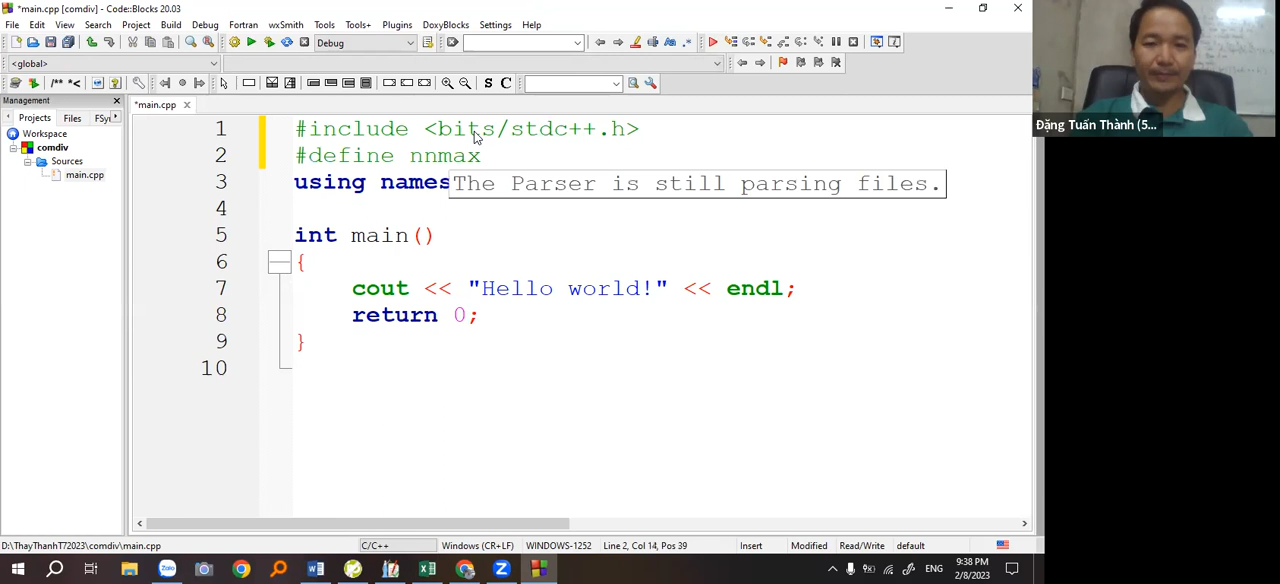 *main.cpp [comdiv] - Code::Blocks 20.03
File Edit View Search Project Build Debug Fortran wxSmith Tools Tools+ Plugins DoxyBlocks Settings Help
Debug
<global>
/** *<
S C
Management
Projects Files FSy
Workspace
comdiv
Sources
main.cpp
*main.cpp
1 #include <bits/stdc++.h>
2 #define nnmax
3 using names
The Parser is still parsing files.
4
5 int main()
6 {
7 cout << "Hello world!" << endl;
8 return 0;
9 }
10
Đặng Tuấn Thành (5...
D:\ThayThanhT72023\comdiv\main.cpp C/C++ Windows (CR+LF) WINDOWS-1252 Line 2, Col 14, Pos 39 Insert Modified Read/Write default
Zalo
ENG
9:38 PM
2/8/2023